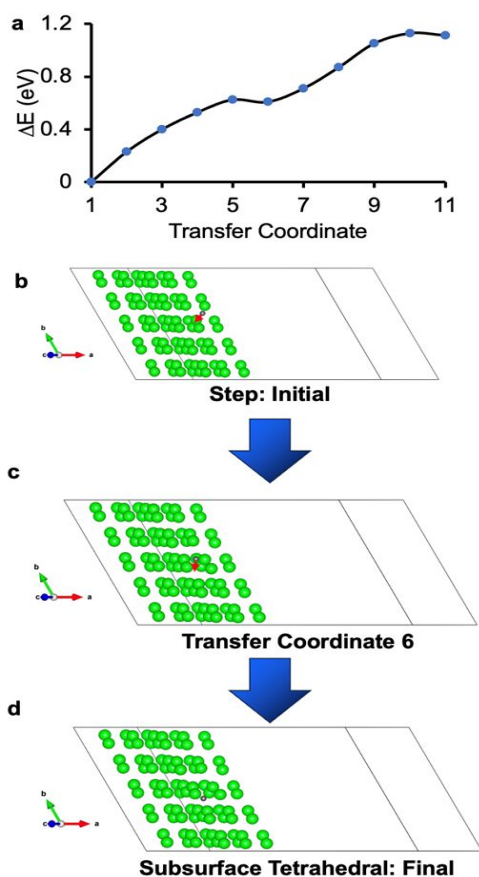 a
ΔE (eV)
1.2
0.8
0.4
0
1 3 5 7 9 11
Transfer Coordinate
b
b
c a
Step: Initial
c
b
c a
Transfer Coordinate 6
d
b
c a
Subsurface Tetrahedral: Final